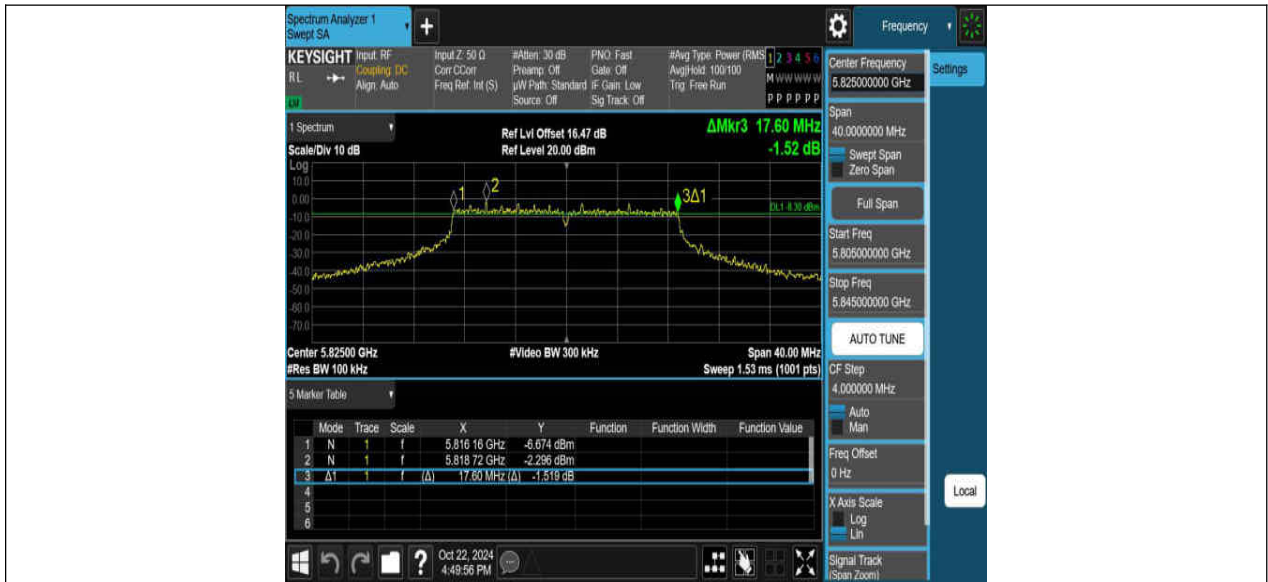 Spectrum Analyzer 1
Swept SA
+
Frequency
KEYSIGHT
RL
LXI
Input: RF
Coupling: DC
Align: Auto
Input Z: 50 Ω
Corr CCorr
Freq Ref: Int (S)
#Atten: 30 dB
Preamp: Off
µW Path: Standard
Source: Off
PNO: Fast
Gate: Off
IF Gain: Low
Sig Track: Off
#Avg Type: Power (RMS
Avg|Hold: 100/100
Trig: Free Run
1 2 3 4 5 6
M W W W W W
P P P P P P
1 Spectrum
Scale/Div 10 dB
Ref Lvl Offset 16.47 dB
Ref Level 20.00 dBm
ΔMkr3 17.60 MHz
-1.52 dB
Log
10.0
0.00
-10.0
-20.0
-30.0
-40.0
-50.0
-60.0
-70.0
1
2
3Δ1
DL1 -8.30 dBm
Center 5.82500 GHz
#Video BW 300 kHz
Span 40.00 MHz
#Res BW 100 kHz
Sweep 1.53 ms (1001 pts)
5 Marker Table
Mode Trace Scale X Y Function Function Width Function Value
1 N 1 f 5.816 16 GHz -6.674 dBm
2 N 1 f 5.818 72 GHz -2.296 dBm
3 Δ1 1 f (Δ) 17.60 MHz (Δ) -1.519 dB
4
5
6
?
Oct 22, 2024
4:49:56 PM
Center Frequency
5.825000000 GHz
Span
40.0000000 MHz
Swept Span
Zero Span
Full Span
Start Freq
5.805000000 GHz
Stop Freq
5.845000000 GHz
AUTO TUNE
CF Step
4.000000 MHz
Auto
Man
Freq Offset
0 Hz
X Axis Scale
Log
Lin
Signal Track
(Span Zoom)
Settings
Local